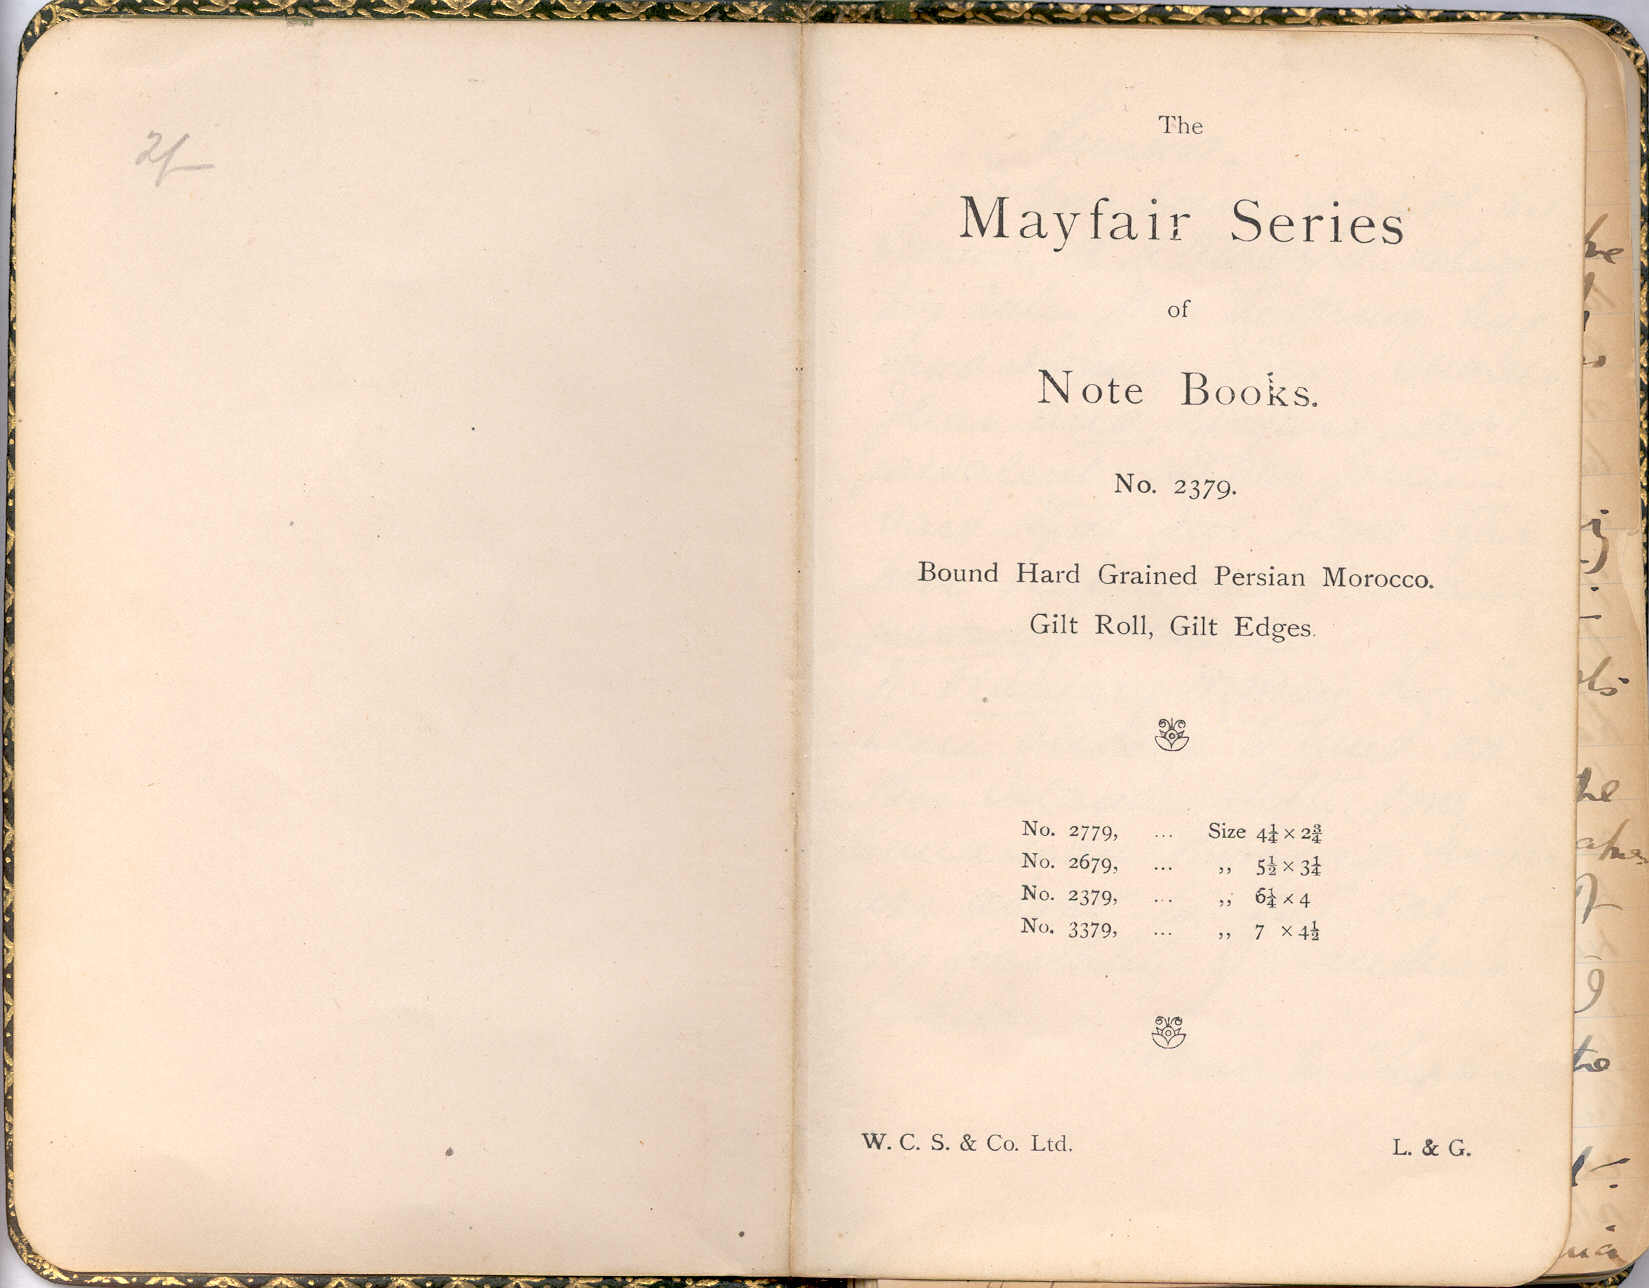 2/-
The
Mayfair Series
of
Note Books.
No. 2379.
Bound Hard Grained Persian Morocco.
Gilt Roll, Gilt Edges.
No. 2779, ... Size 4¼ × 2¾
No. 2679, ... ,, 5½ × 3¼
No. 2379, ... ,, 6¼ × 4
No. 3379, ... ,, 7 × 4½
W. C. S. & Co. Ltd. L. & G.
he
to